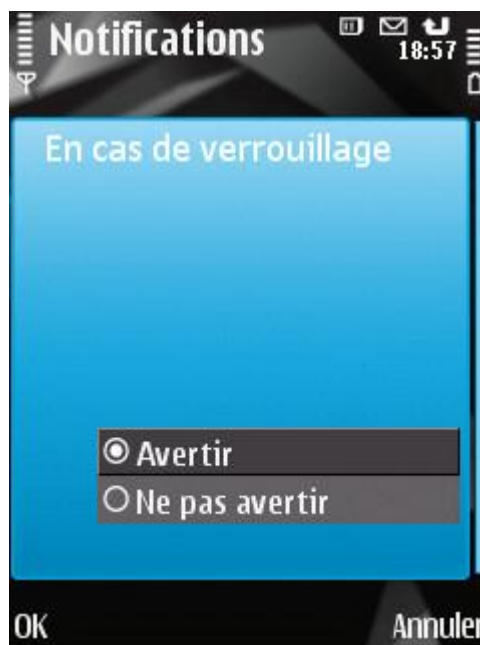 Notifications
18:57
En cas de verrouillage
Avertir
Ne pas avertir
OK
Annuler